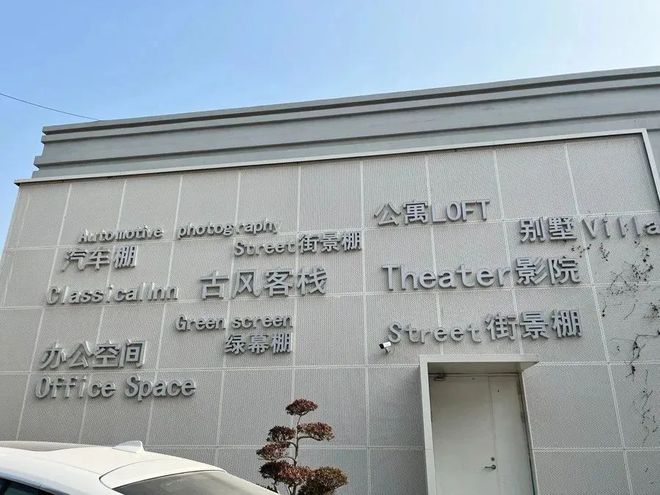 公寓LOFT
Automotive photography
汽车棚
Street街景棚
别墅Villa
Classical Inn 古风客栈
Theater影院
Green screen
绿幕棚
Street街景棚
办公空间
Office Space